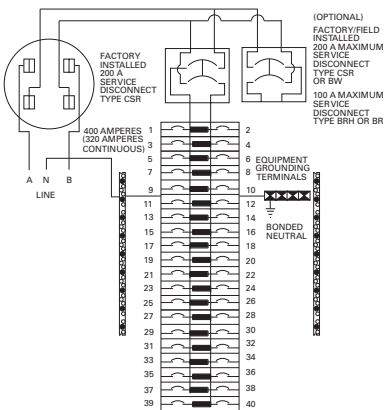 (OPTIONAL)
FACTORY/FIELD
INSTALLED
200 A MAXIMUM
SERVICE
DISCONNECT
TYPE CSR
OR BW
100 A MAXIMUM
SERVICE
DISCONNECT
TYPE BRH OR BR
FACTORY
INSTALLED
200 A
SERVICE
DISCONNECT
TYPE CSR
400 AMPERES
(320 AMPERES
CONTINUOUS)
A N B
LINE
EQUIPMENT
GROUNDING
TERMINALS
BONDED
NEUTRAL
1 2
3 4
5 6
7 8
9 10
11 12
13 14
15 16
17 18
19 20
21 22
23 24
25 26
27 28
29 30
31 32
33 34
35 36
37 38
39 40